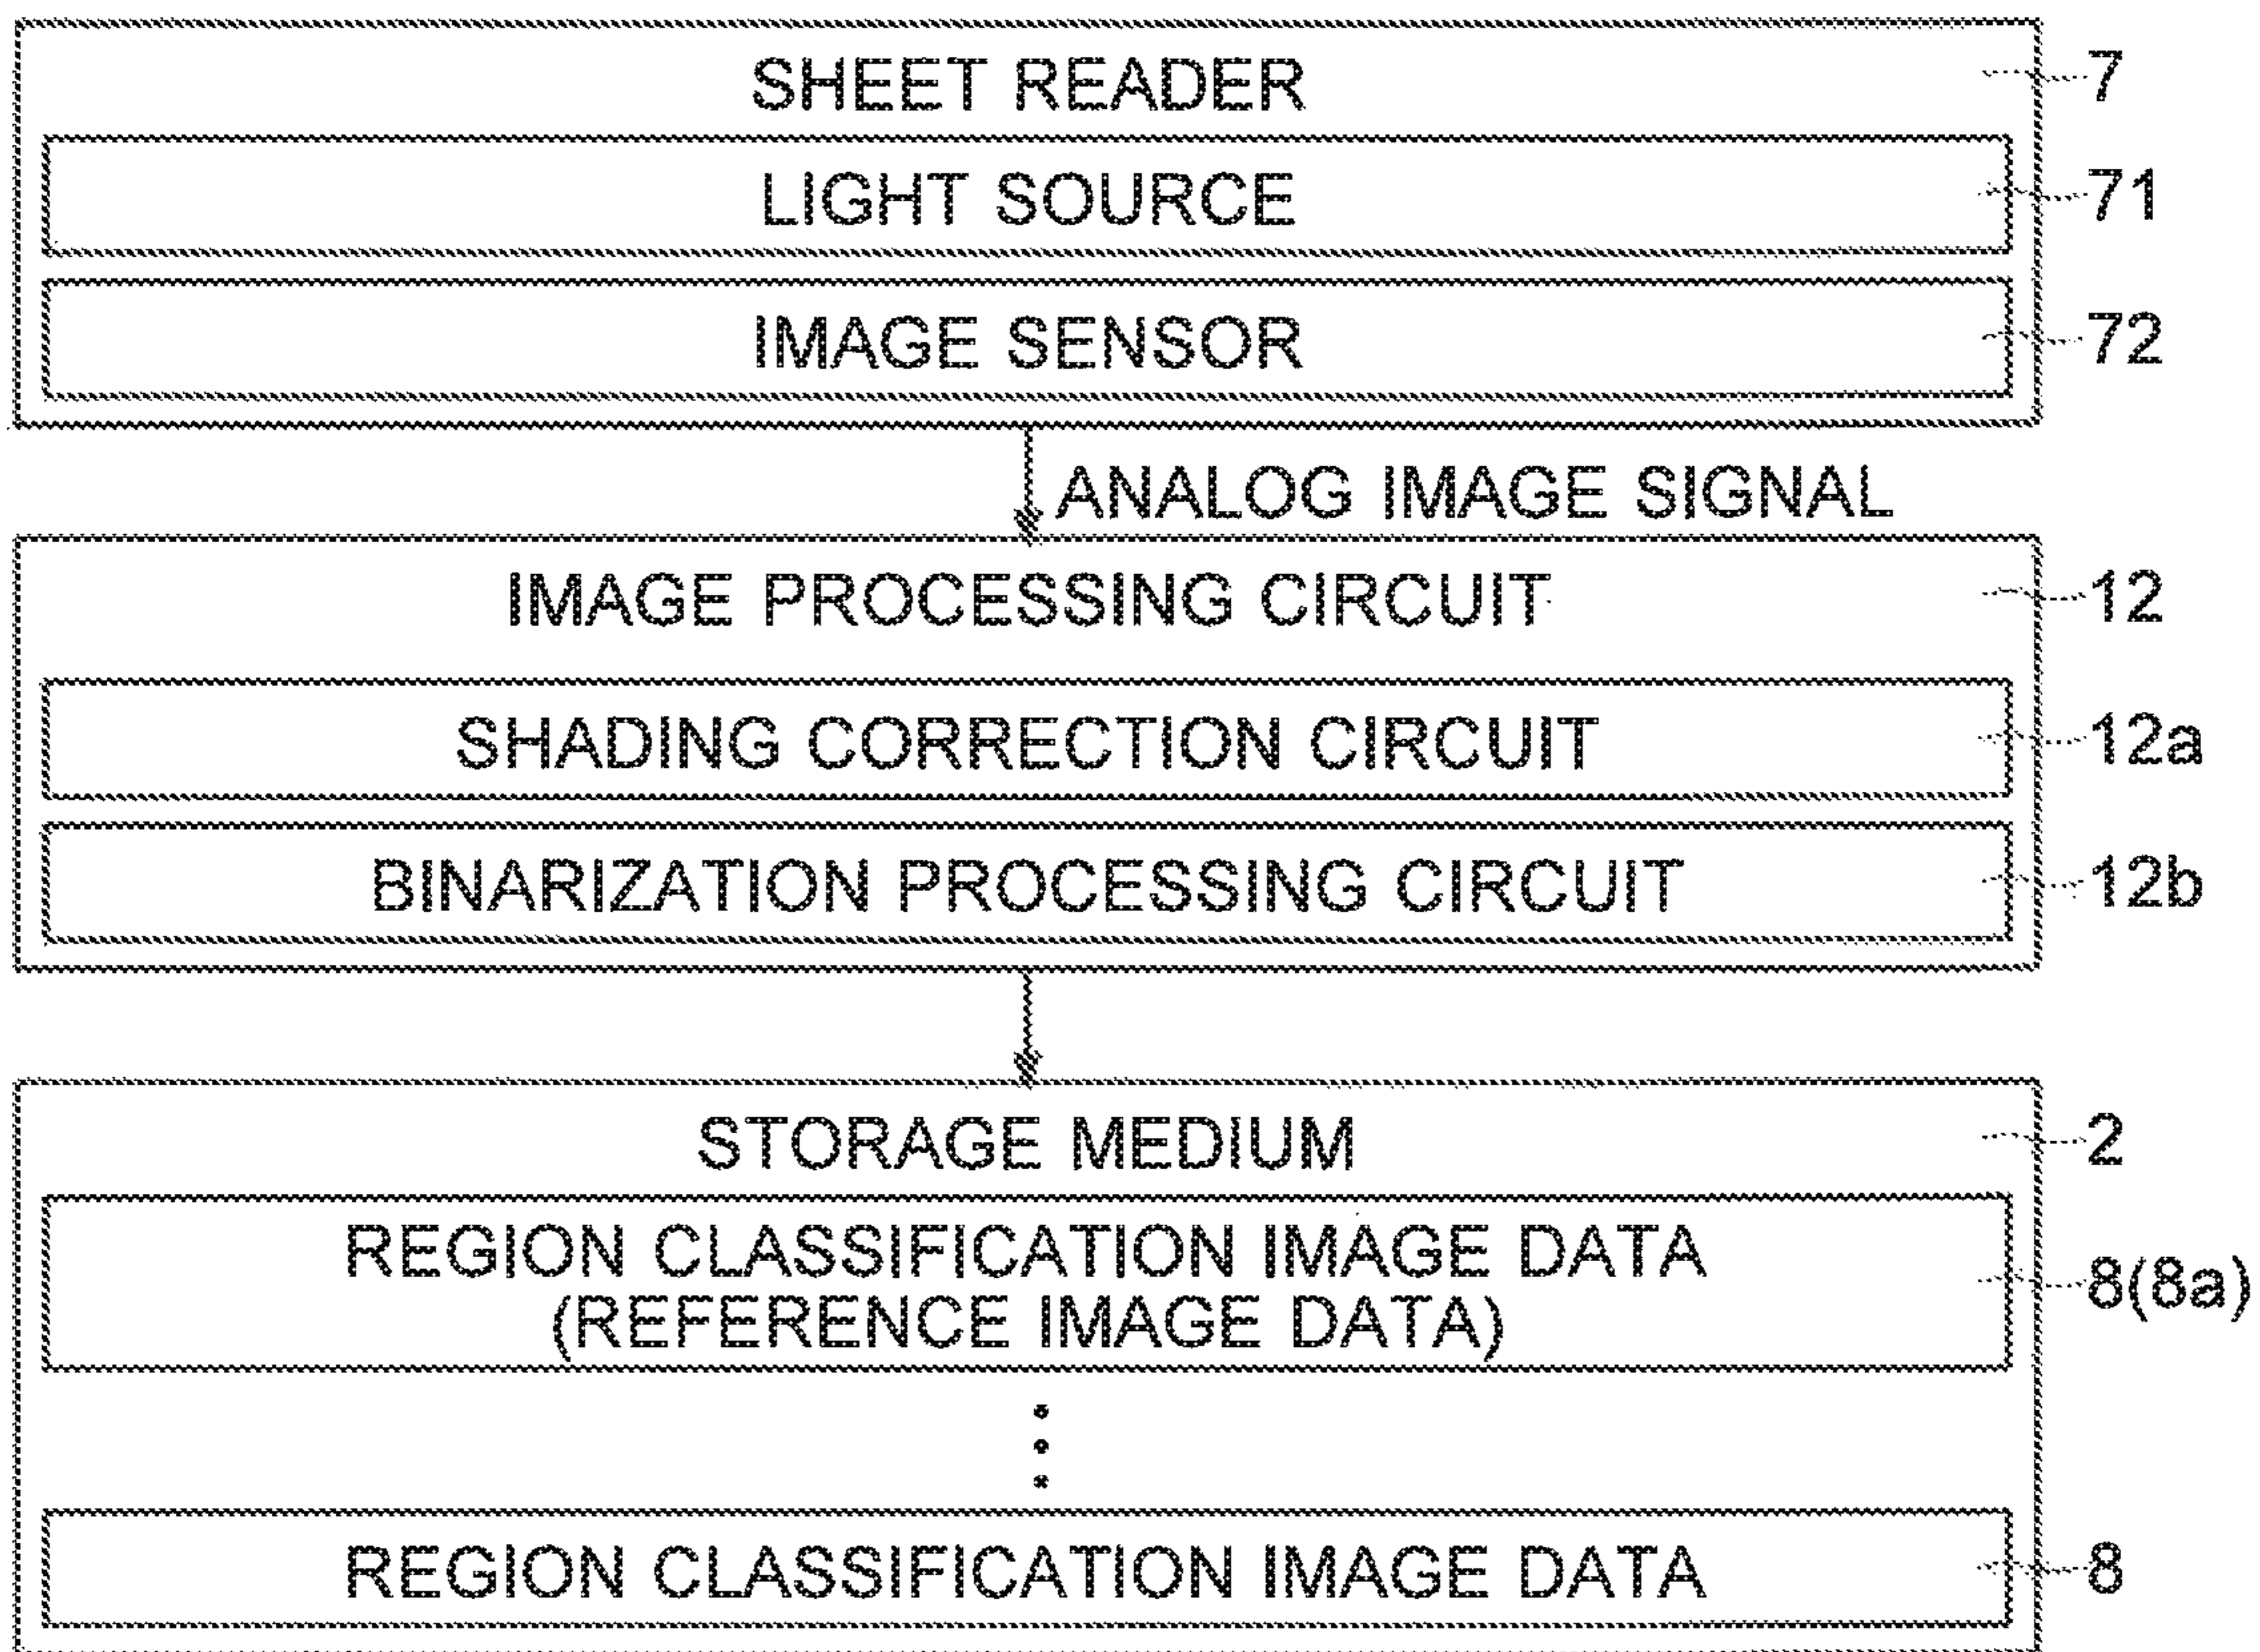 SHEET READER 7
LIGHT SOURCE 71
IMAGE SENSOR 72
ANALOG IMAGE SIGNAL
IMAGE PROCESSING CIRCUIT 12
SHADING CORRECTION CIRCUIT 12a
BINARIZATION PROCESSING CIRCUIT 12b
STORAGE MEDIUM 2
REGION CLASSIFICATION IMAGE DATA
(REFERENCE IMAGE DATA) 8(8a)
REGION CLASSIFICATION IMAGE DATA 8